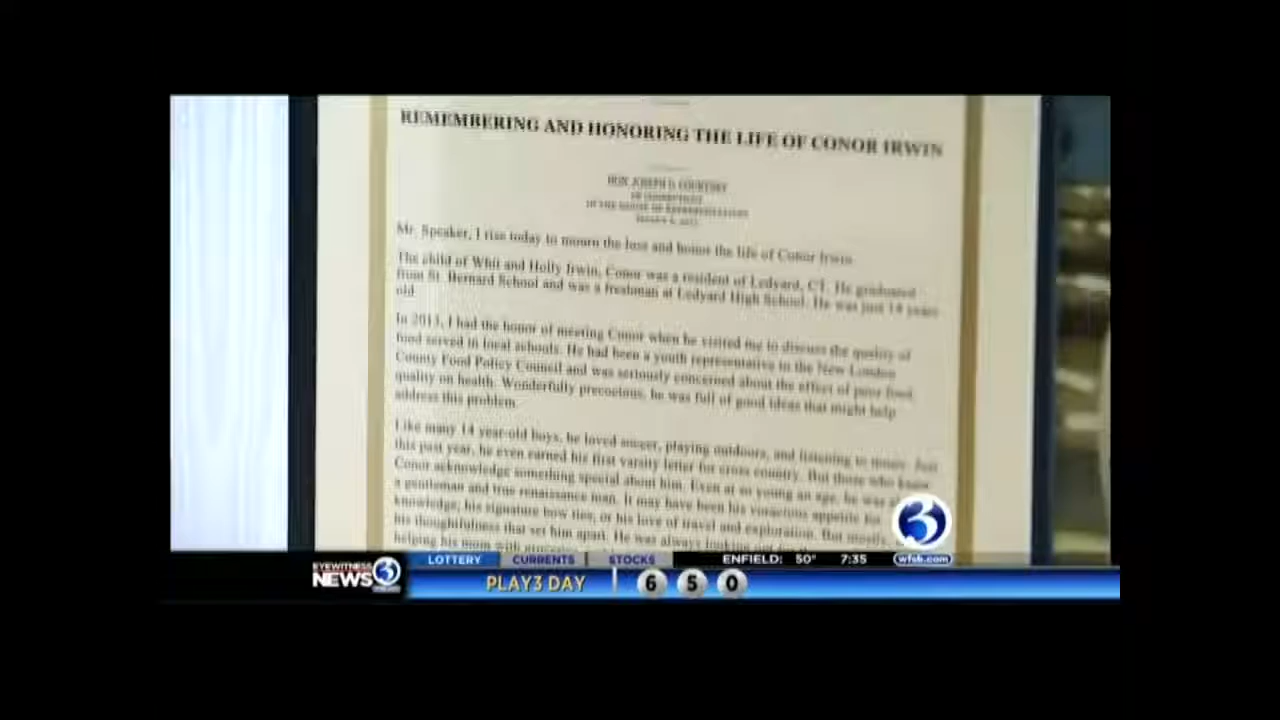 REMEMBERING AND HONORING THE LIFE OF CONOR IRWIN
HON. JOSEPH D. COURTNEY
OF CONNECTICUT
IN THE HOUSE OF REPRESENTATIVES
Mr. Speaker, I rise today to mourn the loss and honor the life of Conor Irwin.
The child of Whit and Holly Irwin, Conor was a resident of Ledyard, CT. He graduated
from St. Bernard School and was a freshman at Ledyard High School. He was just 14 years
old.
In 2013, I had the honor of meeting Conor when he visited me to discuss the quality of
food served in local schools. He had been a youth representative to the New London
County Food Policy Council and was seriously concerned about the effect of poor food
quality on health. Wonderfully precocious, he was full of good ideas that might help
address this problem.
Like many 14 year-old boys, he loved soccer, playing outdoors, and listening to music. Just
this past year, he even earned his first varsity letter for cross country. But those who knew
Conor acknowledge something special about him. Even at so young an age, he was
a gentleman and true renaissance man. It may have been his voracious appetite for
knowledge, his signature bow ties, or his love of travel and exploration. But mostly
his thoughtfulness that set him apart. He was always looking out
helping his mom with
3
EYEWITNESS
NEWS 3
LOTTERY CURRENTS STOCKS ENFIELD: 50° 7:35 wfsb.com
PLAY3 DAY 6 5 0